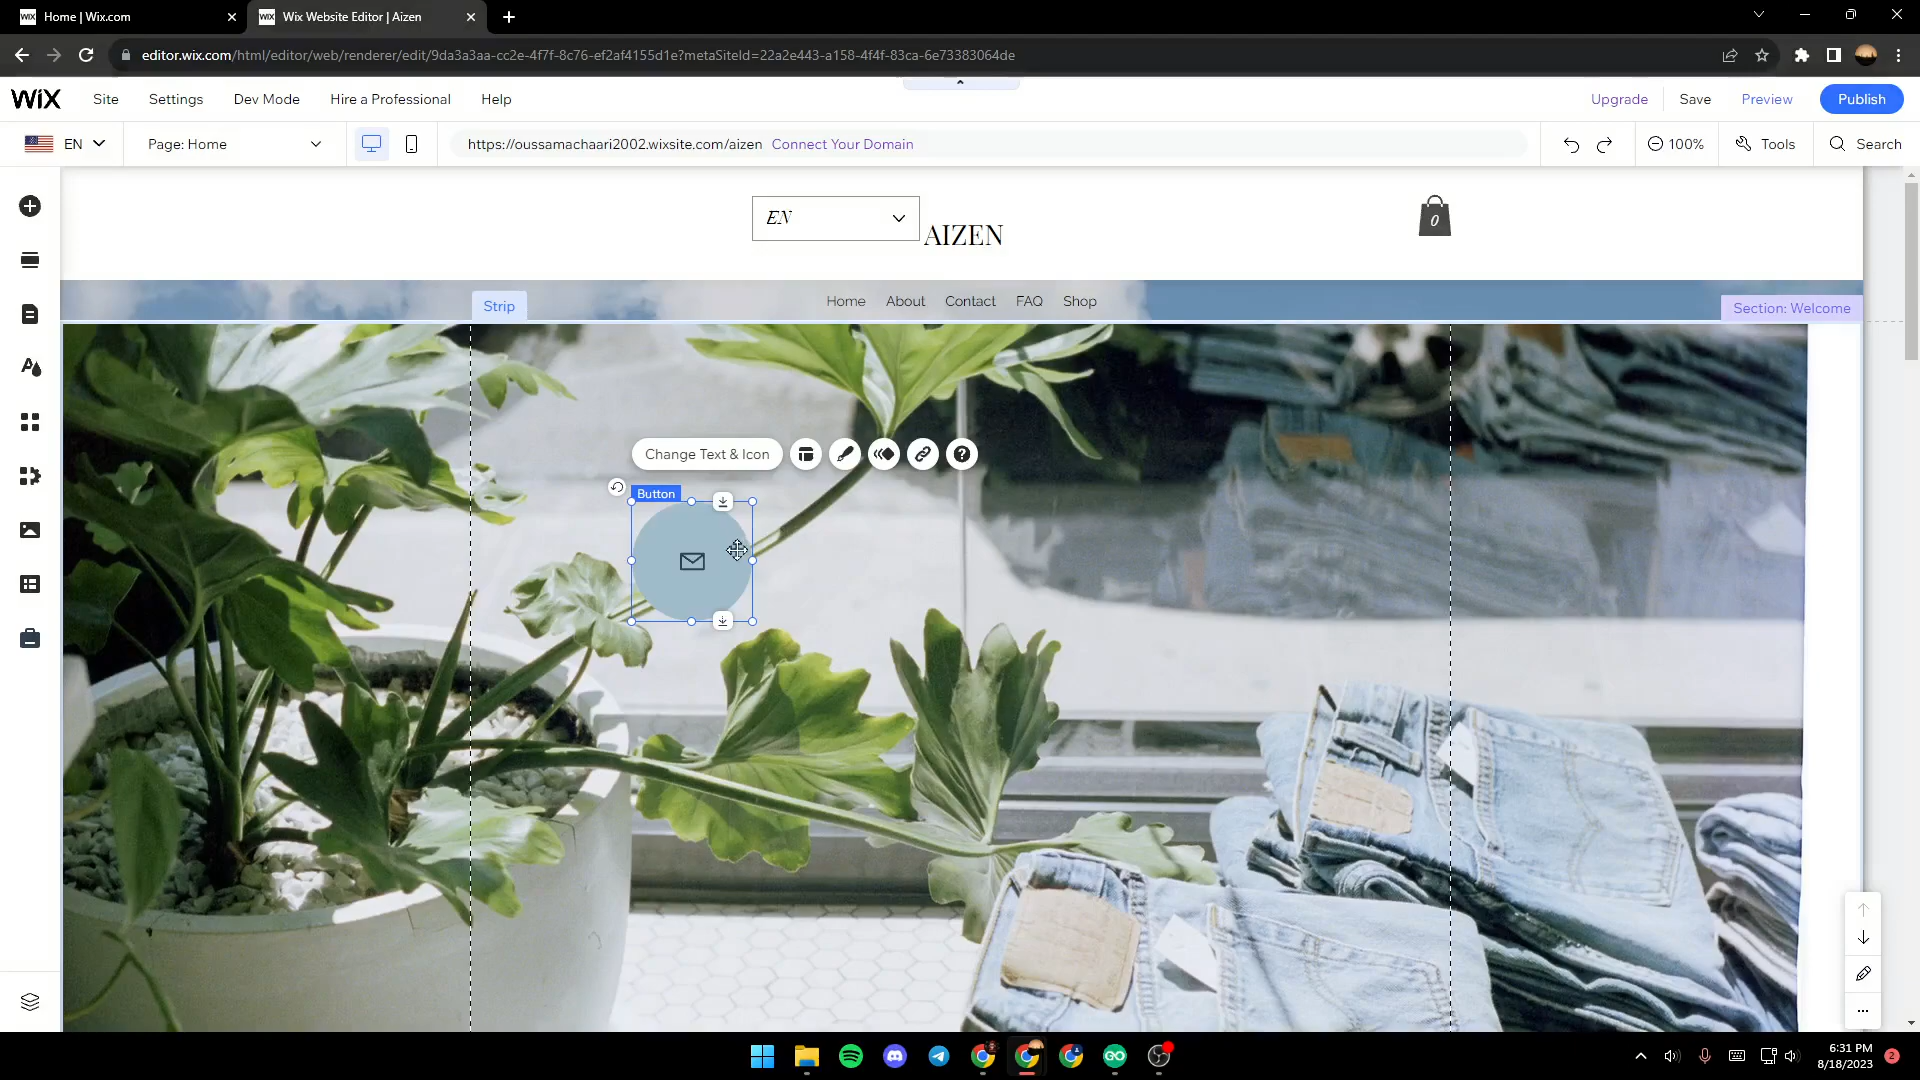 Home | Wix.com
Wix Website Editor | Aizen
editor.wix.com/html/editor/web/renderer/edit/9da3a3aa-cc2e-4f7f-8c76-ef2af4155d1e?metaSiteId=22a2e443-a158-4f4f-83ca-6e73383064de
WIX Site Settings Dev Mode Hire a Professional Help Upgrade Save Preview Publish
EN Page: Home https://oussamachaari2002.wixsite.com/aizen Connect Your Domain 100% Tools Search
EN
AIZEN
0
Home About Contact FAQ Shop
Strip
Section: Welcome
Change Text & Icon
Button
6:31 PM
8/18/2023
2